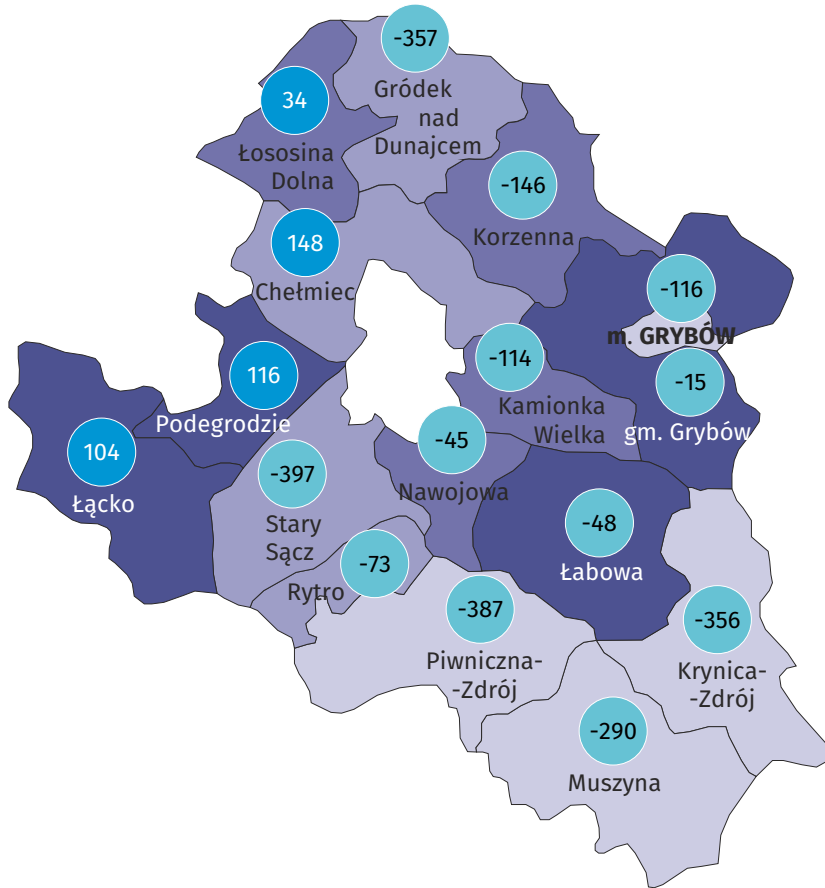 -357
Gródek
nad
Dunajcem
34
Łososina
Dolna
-146
Korzenna
148
Chełmiec
-116
m. GRYBÓW
-114
Kamionka
Wielka
-15
gm. Grybów
116
Podegrodzie
104
Łącko
-397
Stary
Sącz
-45
Nawojowa
-48
Łabowa
-73
Rytro
-387
Piwniczna-
-Zdrój
-356
Krynica-
-Zdrój
-290
Muszyna